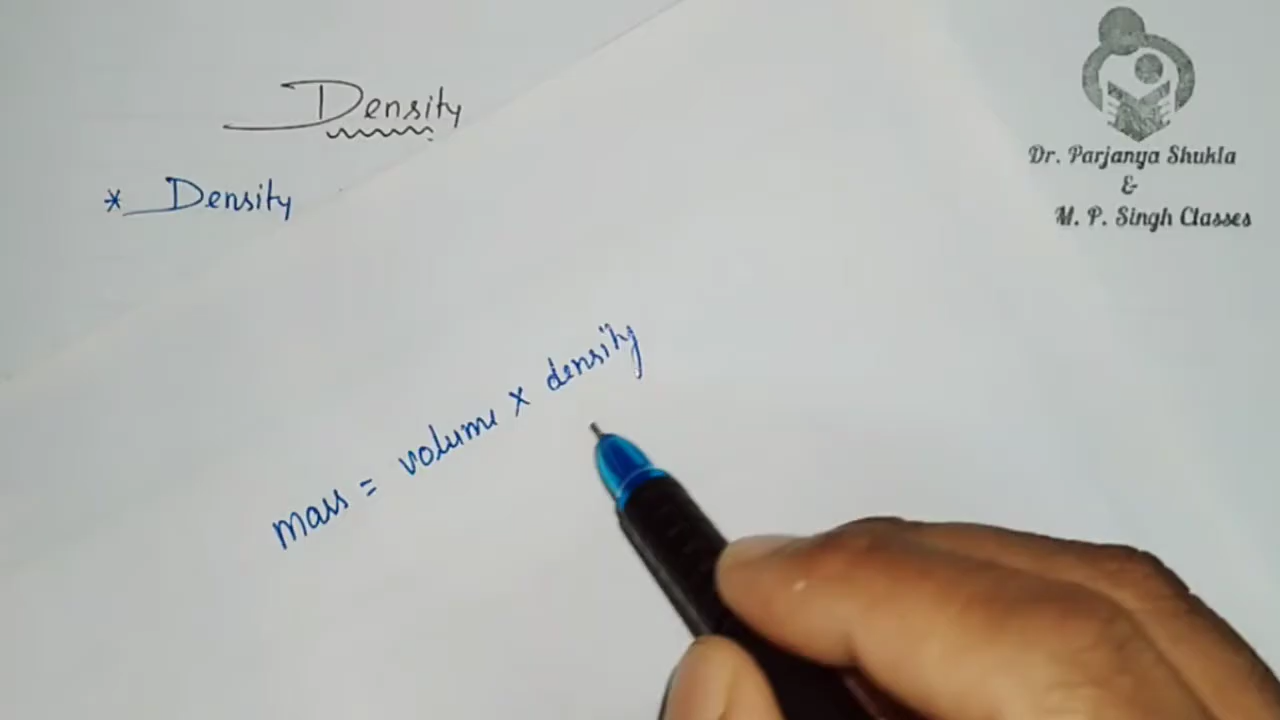 Density
* Density
mass = volume × density
Dr. Parjanya Shukla
&
M. P. Singh Classes